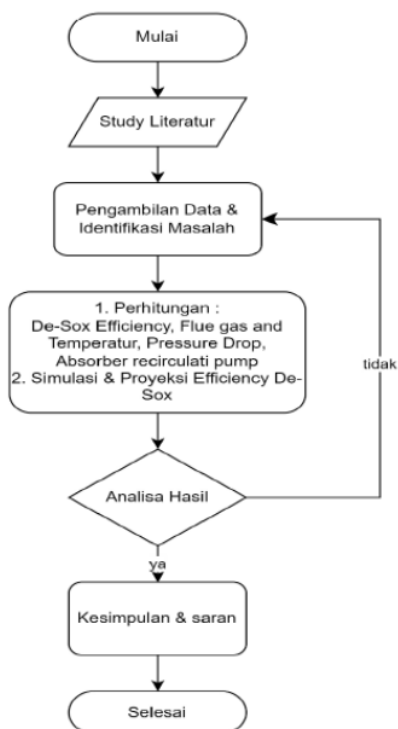 Mulai
Study Literatur
Pengambilan Data &
Identifikasi Masalah
1. Perhitungan :
De-Sox Efficiency, Flue gas and
Temperatur, Pressure Drop,
Absorber recirculati pump
2. Simulasi & Proyeksi Efficiency De-
Sox
tidak
Analisa Hasil
ya
Kesimpulan & saran
Selesai